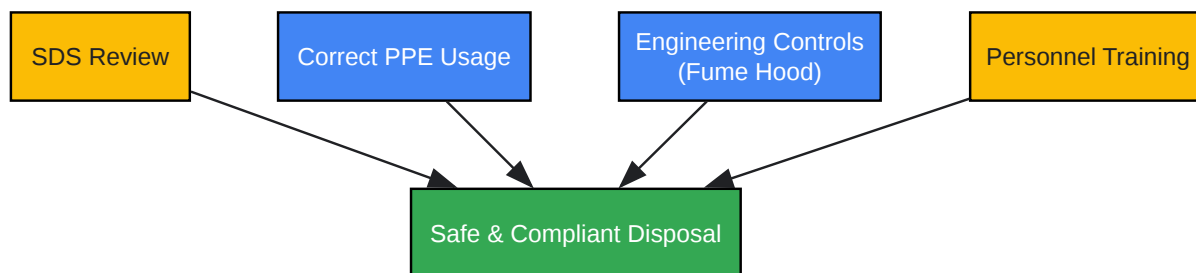 SDS Review
Correct PPE Usage
Engineering Controls
(Fume Hood)
Personnel Training
Safe & Compliant Disposal